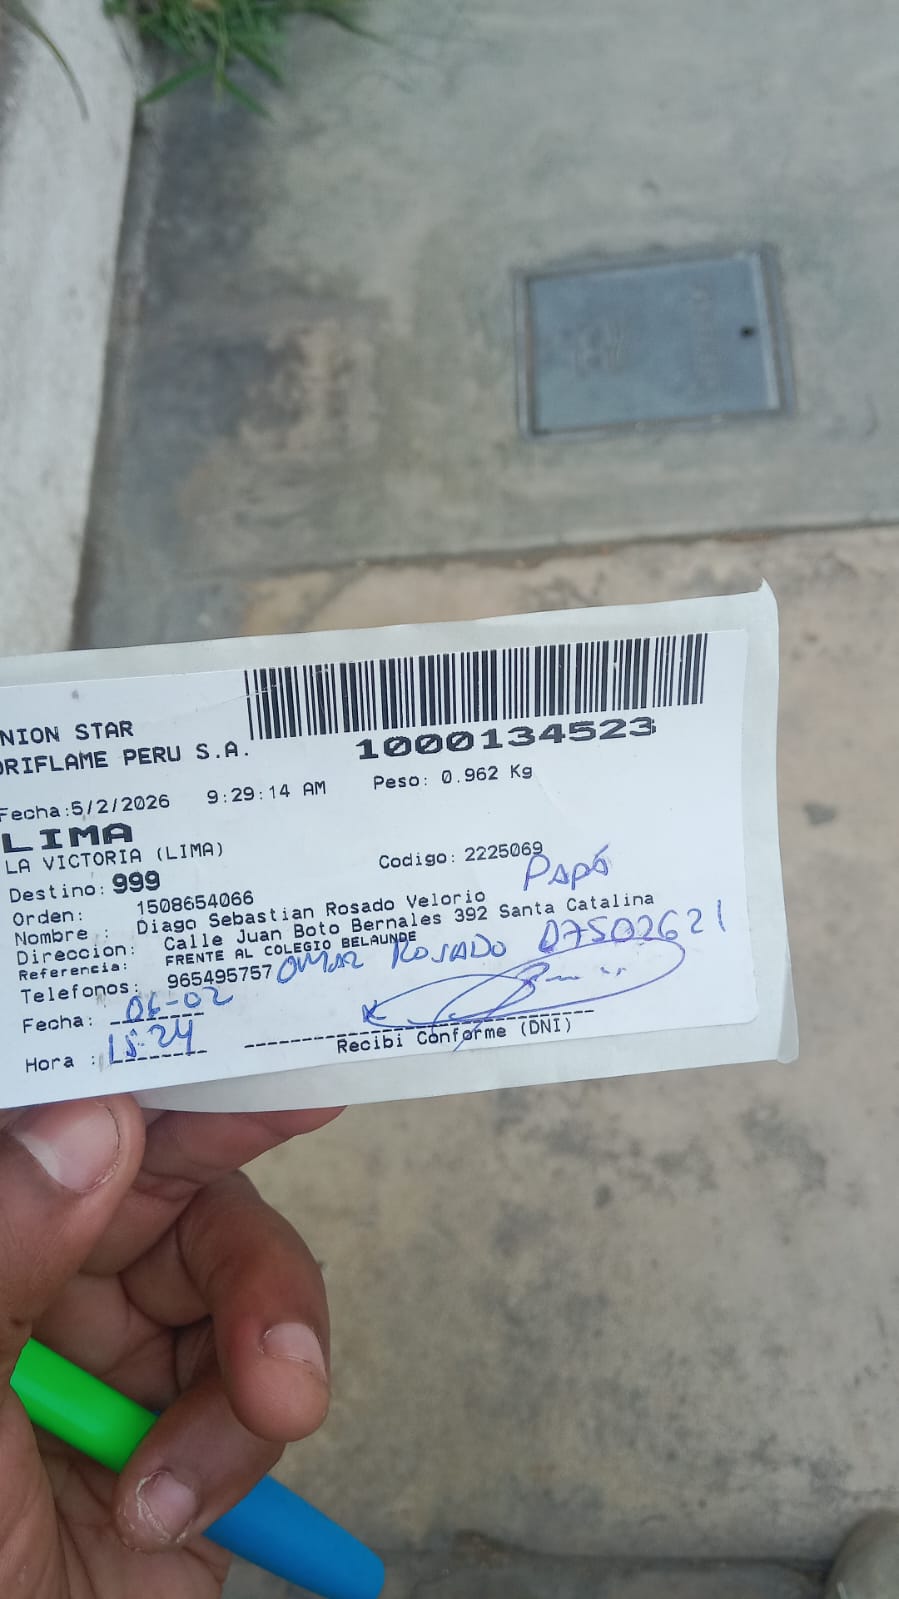 NION STAR
ORIFLAME PERU S.A.
1000134523
Fecha:5/2/2026 9:29:14 AM Peso: 0.962 Kg
LIMA
LA VICTORIA (LIMA)
Codigo: 2225069
Destino: 999
Papá
Orden: 1508654066
Nombre : Diago Sebastian Rosado Velorio
Direccion: Calle Juan Boto Bernales 392 Santa Catalina
Referencia: FRENTE AL COLEGIO BELAUNDE
Telefonos: 965495757
OMAR ROSADO 07502621
Fecha: 06-02
Hora : 15:24
Recibi Conforme (DNI)